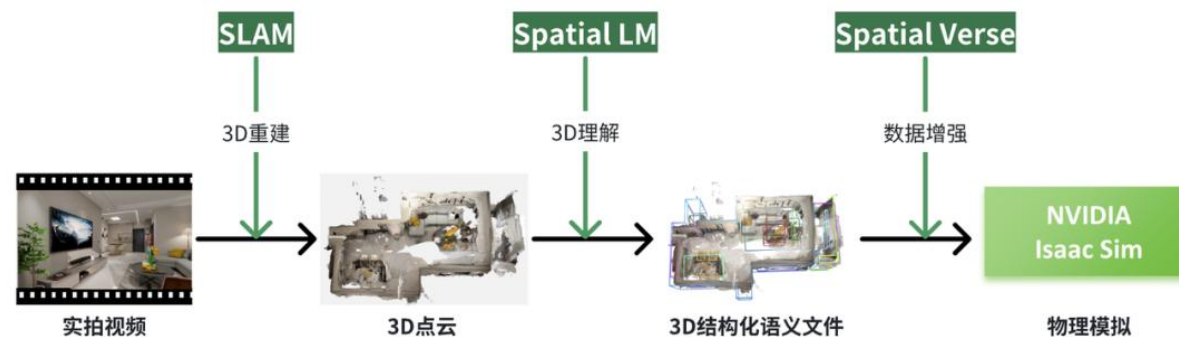 SLAM
Spatial LM
Spatial Verse
3D重建
3D理解
数据增强
NVIDIA
Isaac Sim
实拍视频
3D点云
3D结构化语义文件
物理模拟